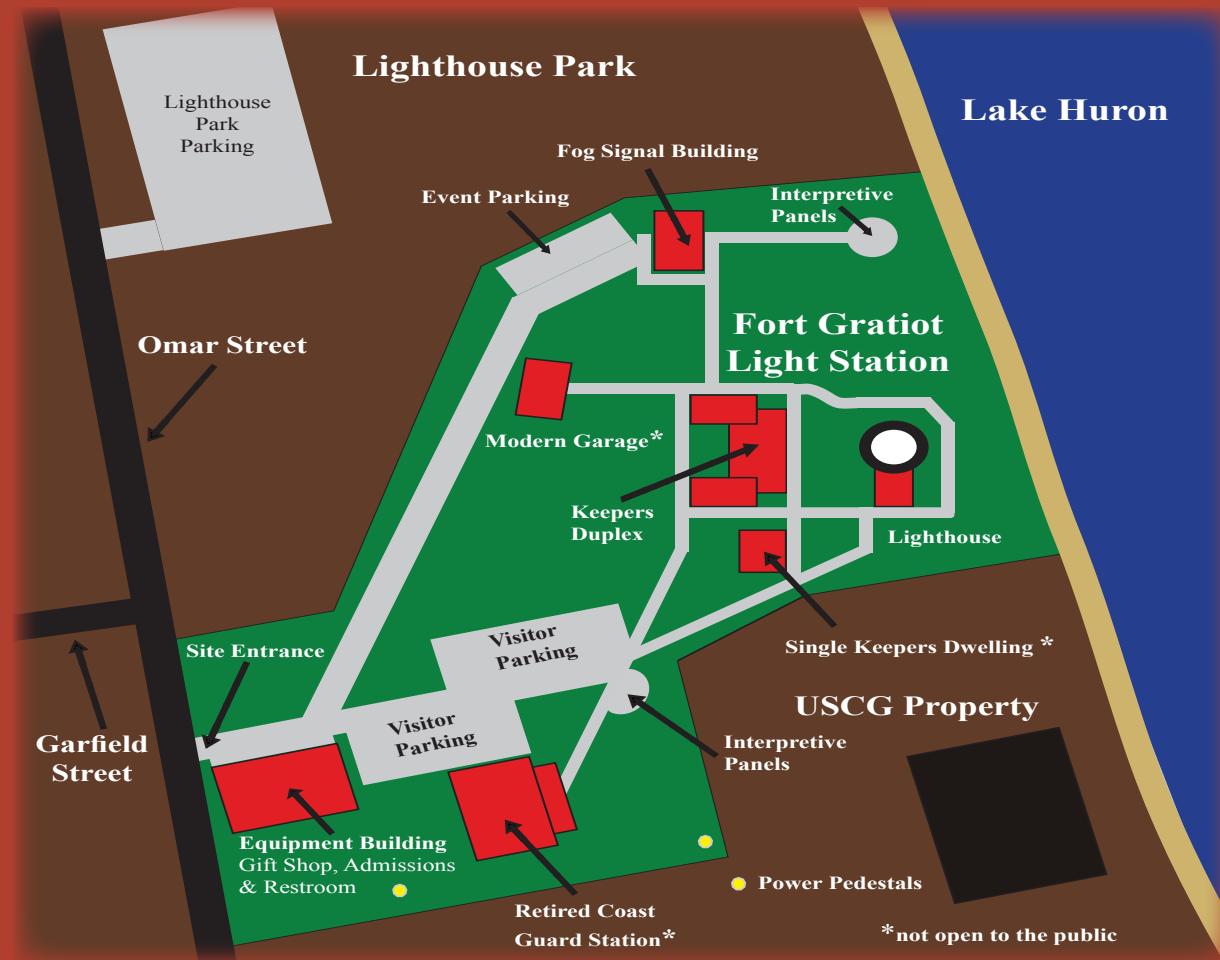 Lighthouse Park
Lake Huron
Lighthouse
Park
Parking
Fog Signal Building
Event Parking
Interpretive
Panels
Fort Gratiot
Light Station
Omar Street
Modern Garage*
Keepers
Duplex
Lighthouse
Visitor
Parking
Site Entrance
Single Keepers Dwelling *
USCG Property
Visitor
Parking
Garfield
Street
Interpretive
Panels
Equipment Building
Gift Shop, Admissions
& Restroom
Power Pedestals
Retired Coast
Guard Station*
*not open to the public